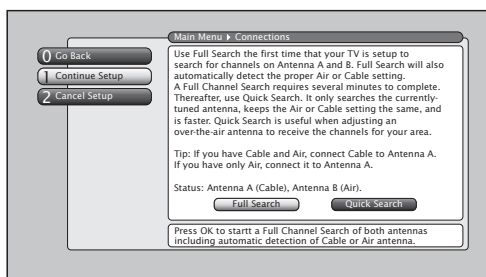 Main Menu ▸ Connections
0 Go Back
1 Continue Setup
2 Cancel Setup
Use Full Search the first time that your TV is setup to
search for channels on Antenna A and B. Full Search will also
automatically detect the proper Air or Cable setting.
A Full Channel Search requires several minutes to complete.
Thereafter, use Quick Search. It only searches the currently-
tuned antenna, keeps the Air or Cable setting the same, and
is faster. Quick Search is useful when adjusting an
over-the-air antenna to receive the channels for your area.
Tip: If you have Cable and Air, connect Cable to Antenna A.
If you have only Air, connect it to Antenna A.
Status: Antenna A (Cable), Antenna B (Air).
Full Search Quick Search
Press OK to startt a Full Channel Search of both antennas
including automatic detection of Cable or Air antenna.